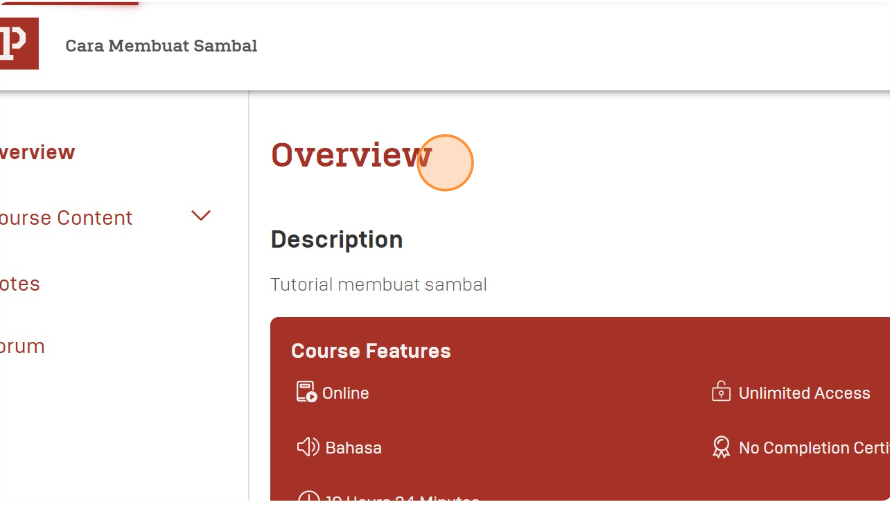 P
Cara Membuat Sambal
verview
Overview
ourse Content
Description
otes
Tutorial membuat sambal
orum
Course Features
Online
Unlimited Access
Bahasa
No Completion Certi